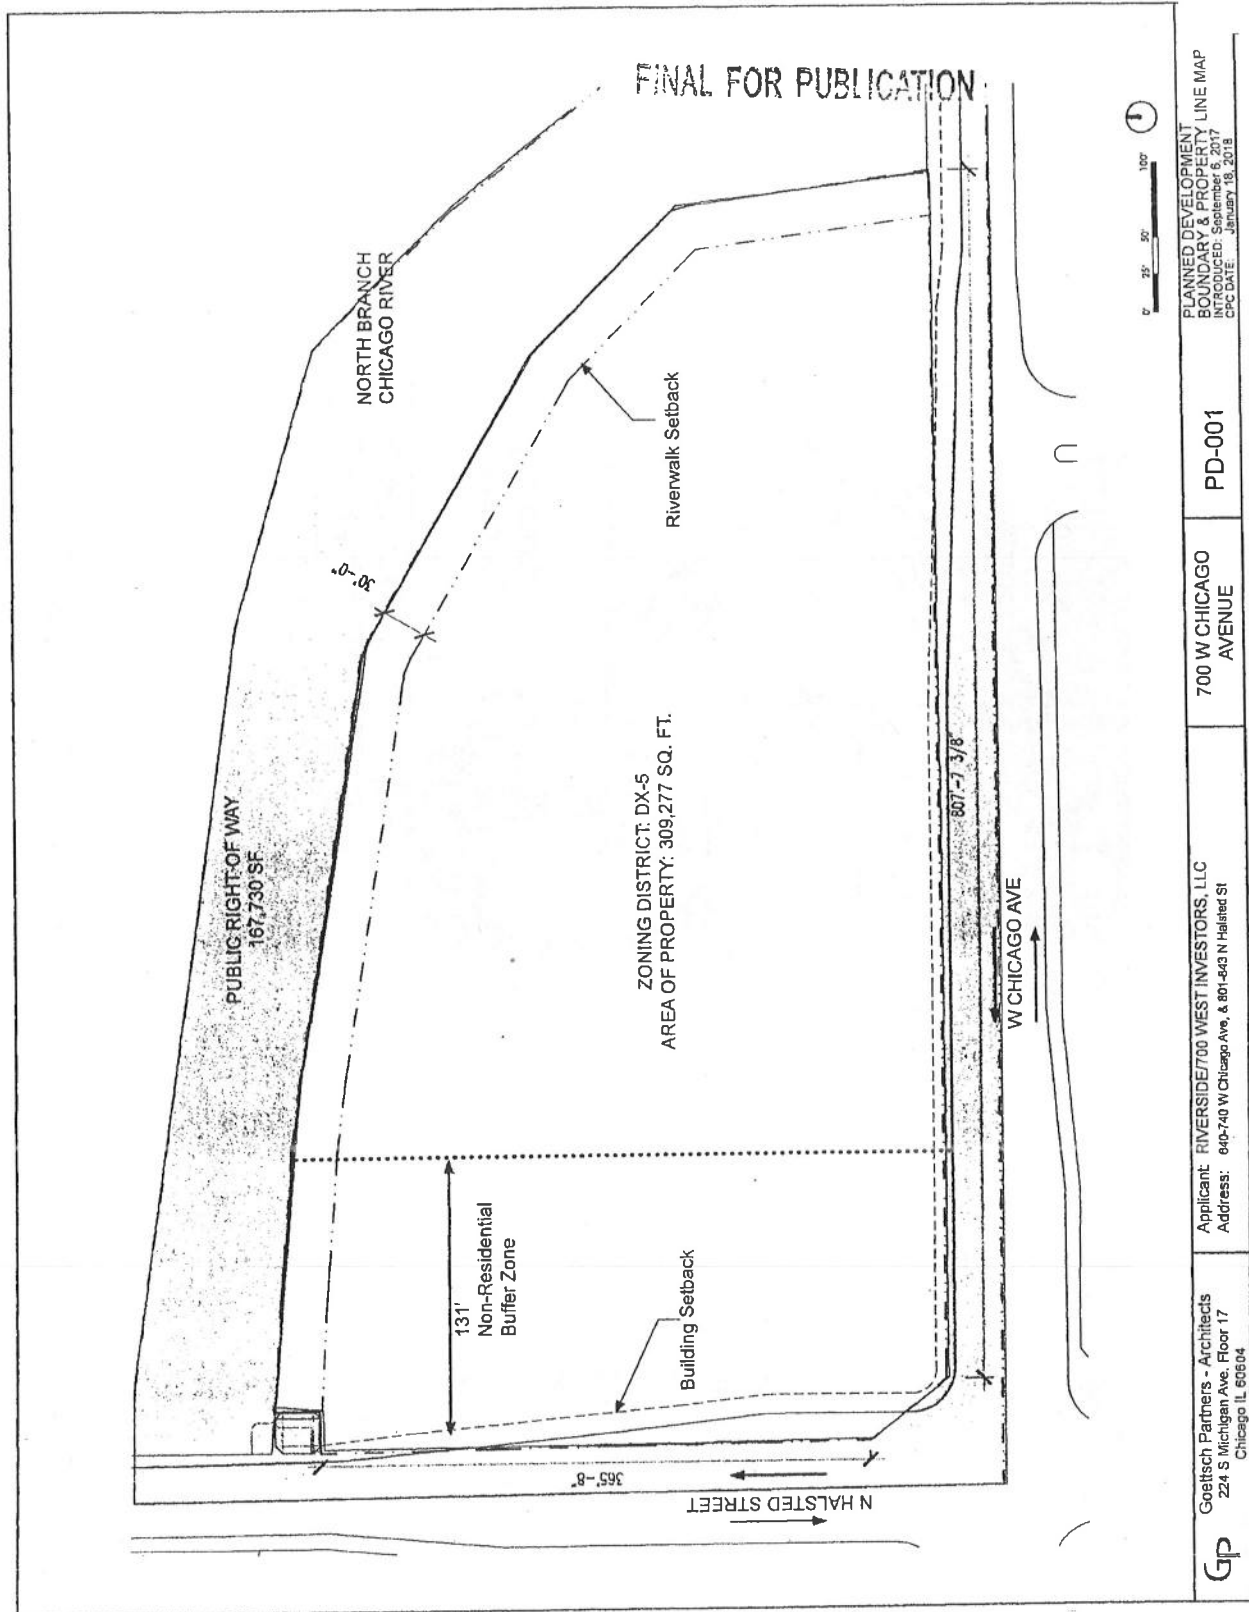 FINAL FOR PUBLICATION
NORTH BRANCH
CHICAGO RIVER
PUBLIC RIGHT-OF WAY
167,730 SF
30'-0"
Riverwalk Setback
ZONING DISTRICT: DX-5
AREA OF PROPERTY: 309,277 SQ. FT.
131'
Non-Residential
Buffer Zone
Building Setback
365'-8"
N HALSTED STREET
807'-7 3/8"
W CHICAGO AVE
0' 25' 50' 100'
GP
Goettsch Partners - Architects
224 S Michigan Ave, Floor 17
Chicago IL 60604
Applicant: RIVERSIDE/700 WEST INVESTORS, LLC
Address: 640-740 W Chicago Ave, & 801-843 N Halsted St
700 W CHICAGO
AVENUE
PD-001
PLANNED DEVELOPMENT
BOUNDARY & PROPERTY LINE MAP
INTRODUCED: September 6, 2017
CPC DATE: January 18, 2018